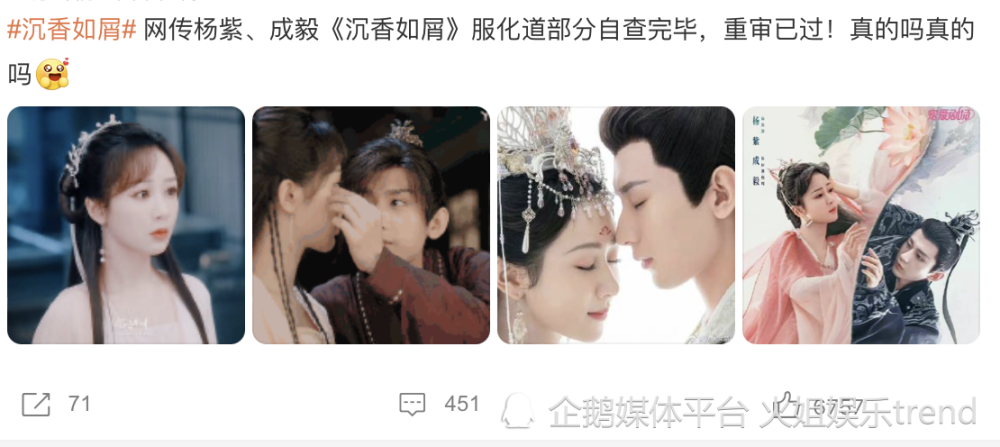 #沉香如屑# 网传杨紫、成毅《沉香如屑》服化道部分自查完毕，重审已过！真的吗真的
吗
杨紫 成毅
71
451
6757
企鹅媒体平台 火姐娱乐trend